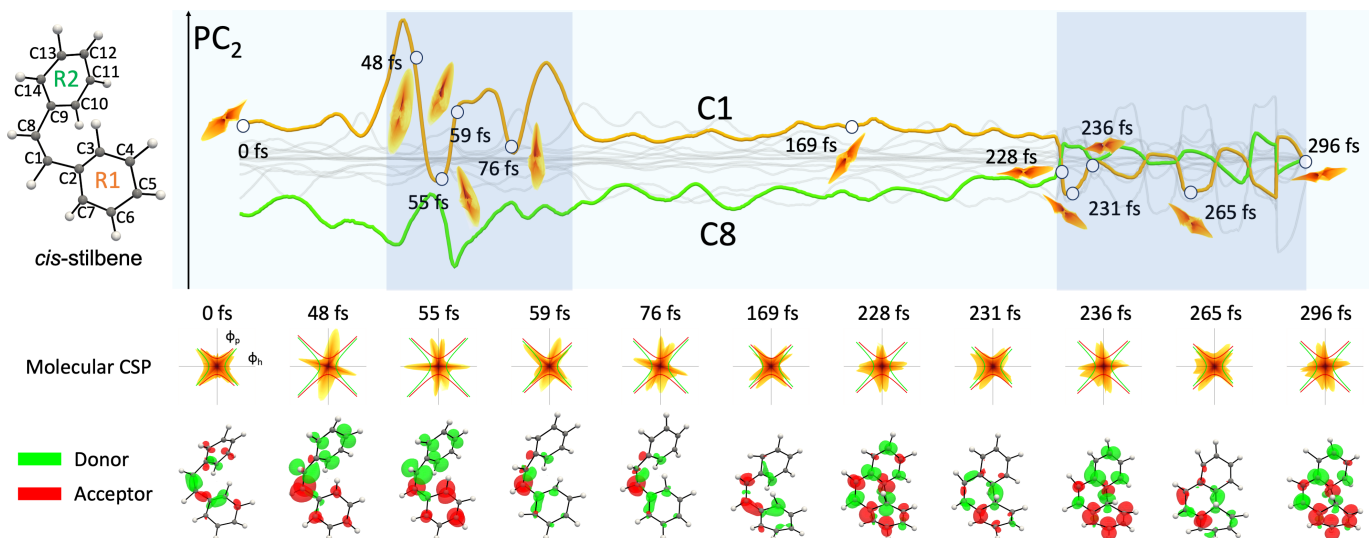 PC2
C13
C12
R2
C11
C14
C10
C9
C8
C3
C4
C1
C2
R1
C5
C7
C6
cis-stilbene
48 fs
0 fs
59 fs
76 fs
55 fs
C1
C8
169 fs
228 fs
236 fs
231 fs
265 fs
296 fs
0 fs 48 fs 55 fs 59 fs 76 fs 169 fs 228 fs 231 fs 236 fs 265 fs 296 fs
Molecular CSP
ϕp
ϕh
Donor
Acceptor